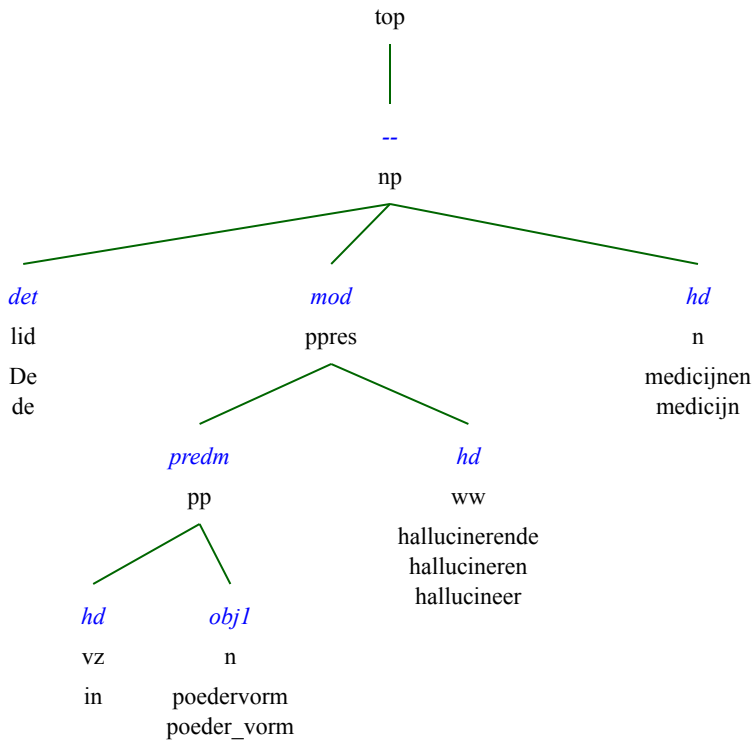 top
--
np
det mod hd
lid ppres n
De medicijnen
de medicijn
predm hd
pp ww
hallucinerende
hallucineren
hallucineer
hd obj1
vz n
in poedervorm
poeder_vorm